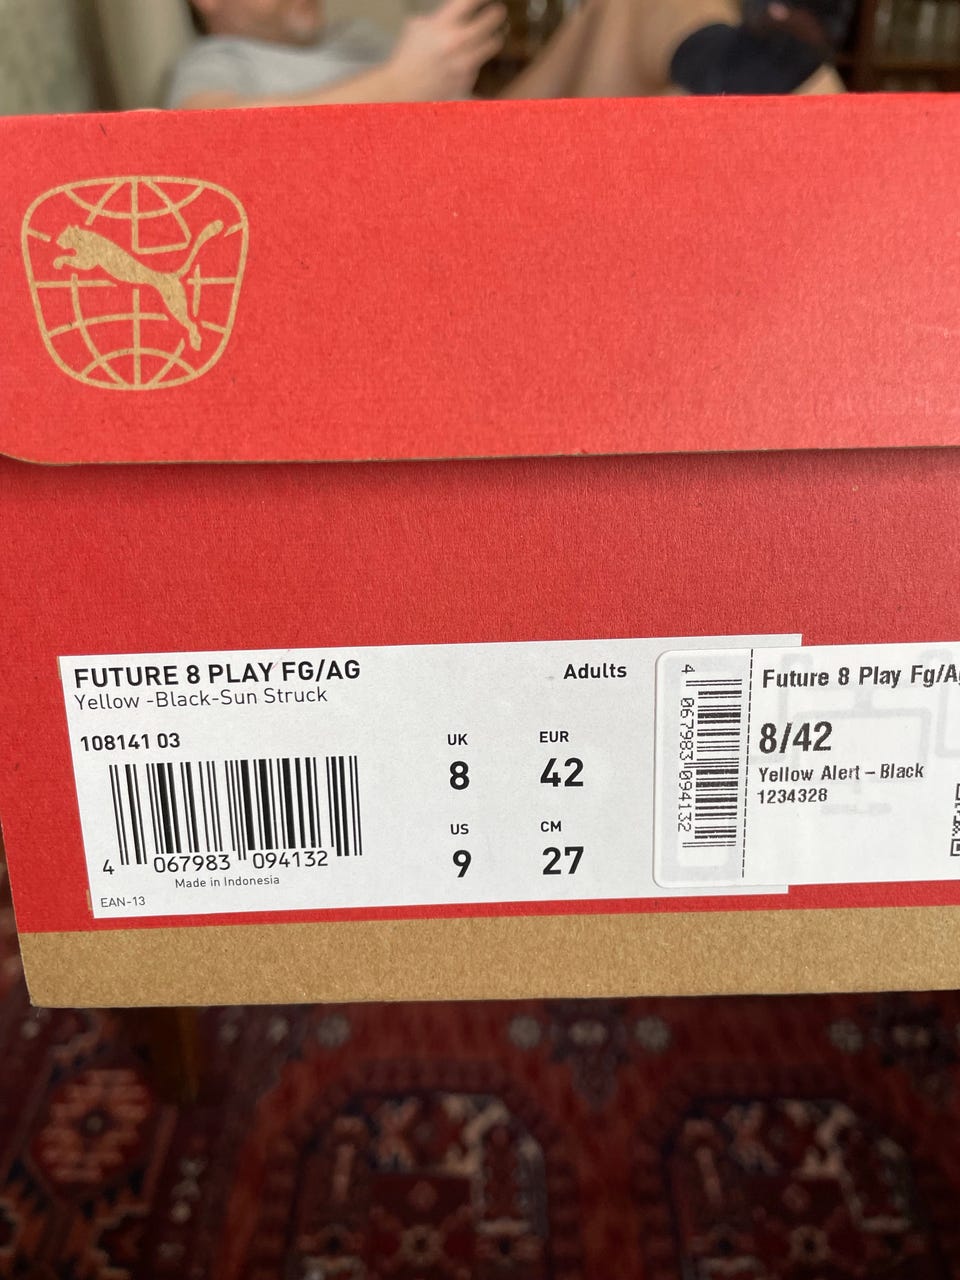 FUTURE 8 PLAY FG/AG
Yellow -Black-Sun Struck
Adults
108141 03
UK
8
EUR
42
US
9
CM
27
4 067983 094132
Made in Indonesia
EAN-13
4 067983 094132
Future 8 Play Fg/A
8/42
Yellow Alert – Black
1234328